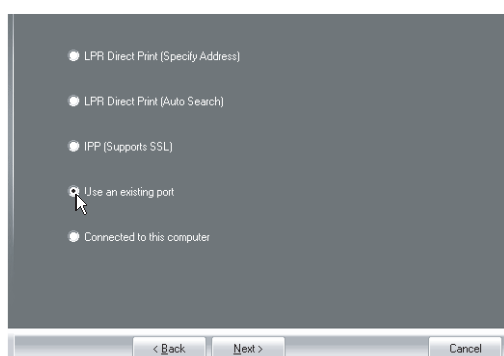 LPR Direct Print (Specify Address)
LPR Direct Print (Auto Search)
IPP (Supports SSL)
Use an existing port
Connected to this computer
< Back Next > Cancel